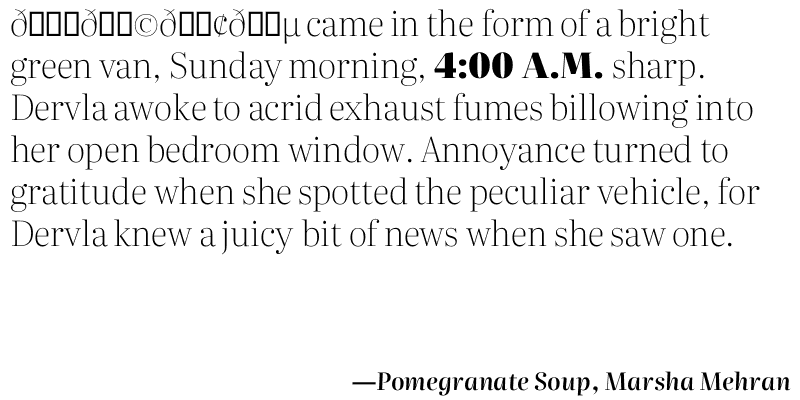 ð▯▯▯ð▯▯©ð▯▯¢ð▯▯µ came in the form of a bright
green van, Sunday morning, 4:00 A.M. sharp.
Dervla awoke to acrid exhaust fumes billowing into
her open bedroom window. Annoyance turned to
gratitude when she spotted the peculiar vehicle, for
Dervla knew a juicy bit of news when she saw one.
—Pomegranate Soup, Marsha Mehran